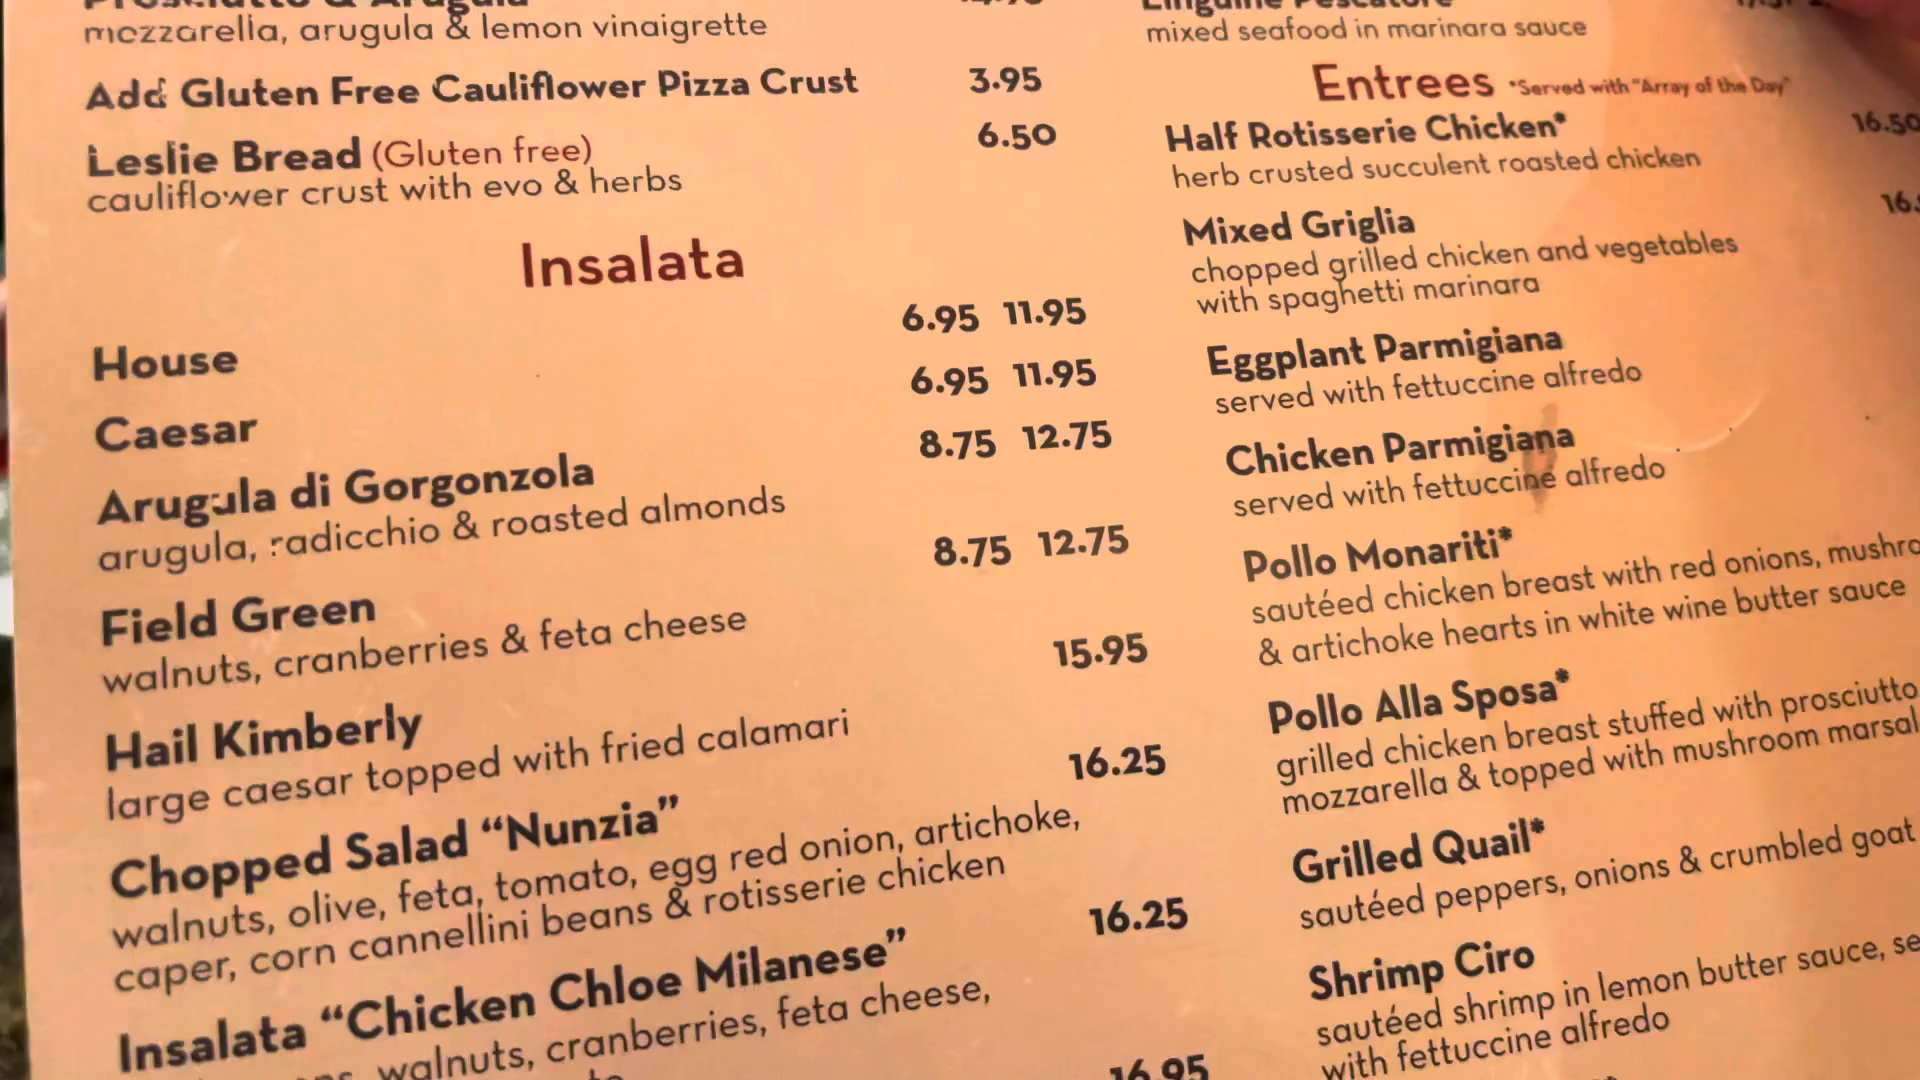 mozzarella, arugula & lemon vinaigrette
Add Gluten Free Cauliflower Pizza Crust 3.95
Leslie Bread (Gluten free) 6.50
cauliflower crust with evo & herbs
Insalata
House 6.95 11.95
Caesar 6.95 11.95
Arugula di Gorgonzola 8.75 12.75
arugula, radicchio & roasted almonds
Field Green 8.75 12.75
walnuts, cranberries & feta cheese
Hail Kimberly 15.95
large caesar topped with fried calamari
Chopped Salad “Nunzia” 16.25
walnuts, olive, feta, tomato, egg red onion, artichoke,
caper, corn cannellini beans & rotisserie chicken
Insalata “Chicken Chloe Milanese” 16.25
walnuts, cranberries, feta cheese,
16.95
mixed seafood in marinara sauce
Entrees *Served with "Array of the Day"
Half Rotisserie Chicken* 16.50
herb crusted succulent roasted chicken
Mixed Griglia
chopped grilled chicken and vegetables
with spaghetti marinara
Eggplant Parmigiana
served with fettuccine alfredo
Chicken Parmigiana
served with fettuccine alfredo
Pollo Monariti*
sautéed chicken breast with red onions,
& artichoke hearts in white wine butter sauce
Pollo Alla Sposa*
grilled chicken breast stuffed with prosciutto
mozzarella & topped with mushroom
Grilled Quail*
sautéed peppers, onions & crumbled goat
Shrimp Ciro
sautéed shrimp in lemon butter sauce,
with fettuccine alfredo